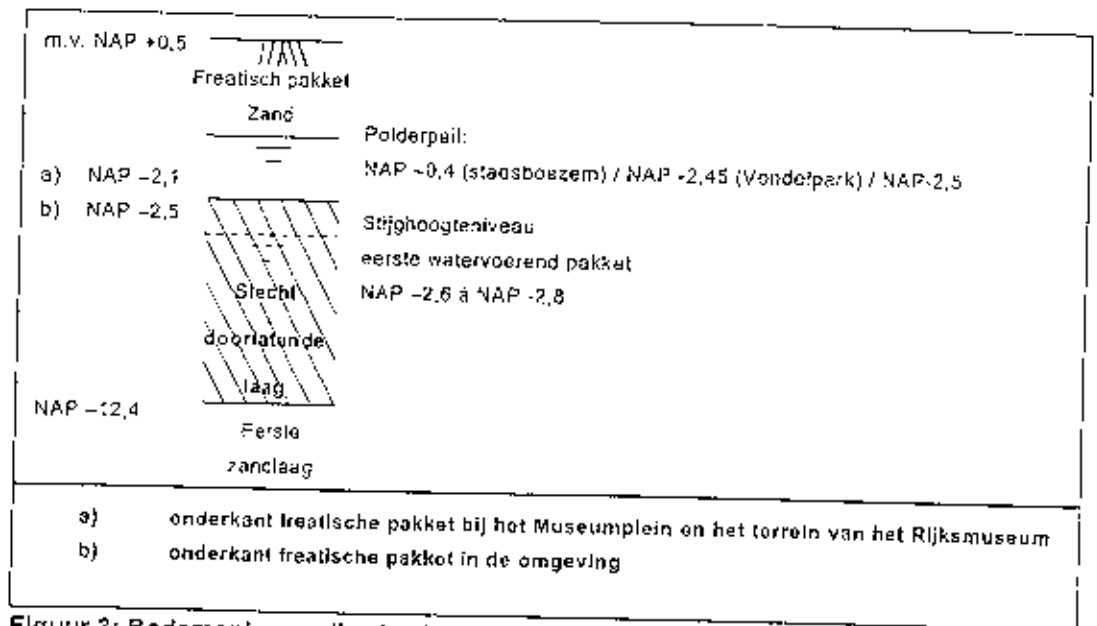 m.v. NAP +0,5
Freatisch pakket
Zand
Polderpeil:
NAP -0,4 (stadsboezem) / NAP -2,45 (Vondelpark) / NAP-2,5
a) NAP -2,1
b) NAP -2,5
Stijghoogteniveau
eerste watervoerend pakket
NAP -2,6 à NAP -2,8
Slecht
doorlatende
laag
NAP -12,4
Eerste
zandlaag
a) onderkant freatische pakket bij het Museumplein en het terrein van het Rijksmuseum
b) onderkant freatische pakket in de omgeving